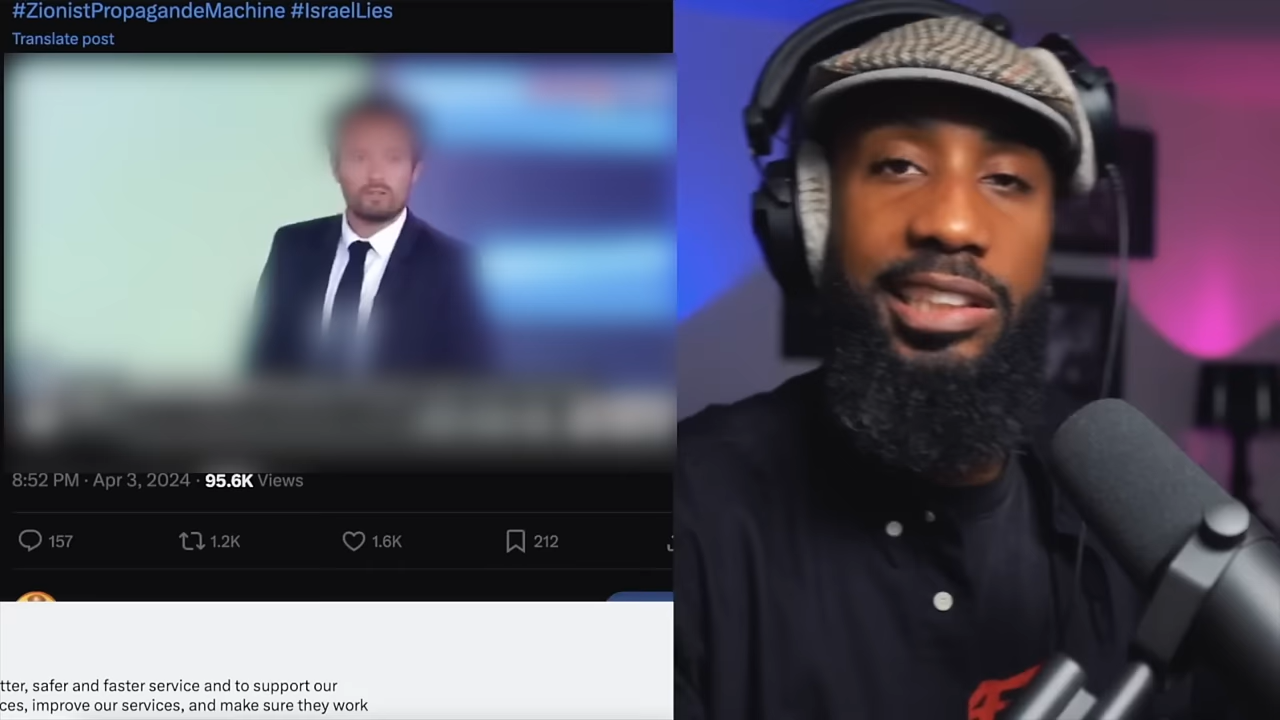 #ZionistPropagandeMachine #IsraelLies
Translate post
8:52 PM · Apr 3, 2024 · 95.6K Views
157 1.2K 1.6K 212
tter, safer and faster service and to support our
ces, improve our services, and make sure they work